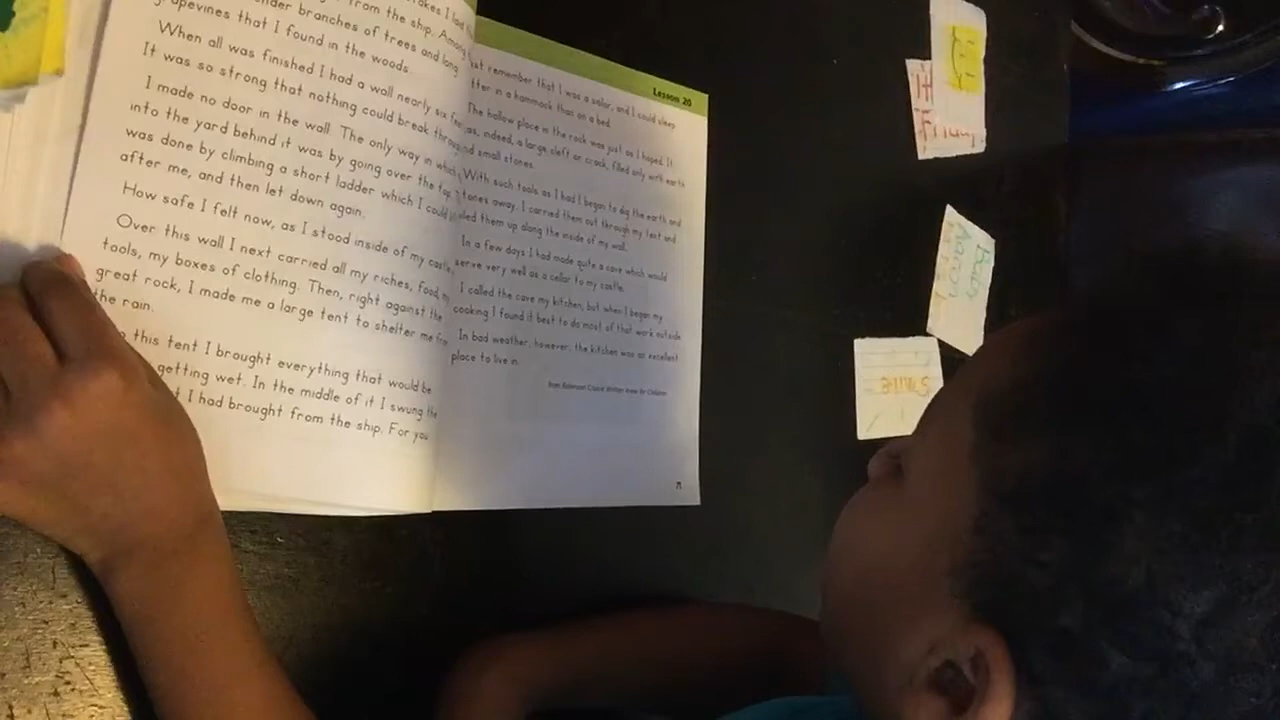 from the ship. Among
branches of trees and long
grapevines that I found in the woods.
When all was finished I had a wall nearly six
It was so strong that nothing could break
I made no door in the wall. The only way in which
into the yard behind it was by going over the top
was done by climbing a short ladder which I could
after me, and then let down again.
How safe I felt now, as I stood inside of my
Over this wall I next carried all my riches, food,
tools, my boxes of clothing. Then, right against the
great rock, I made me a large tent to shelter me
the rain.
this tent I brought everything that would be
getting wet. In the middle of it I swung the
I had brought from the ship. For you
Lesson 20
remember that I was a sailor, and I could sleep
in a hammock than on a bed.
The hollow place in the rock was just as I hoped. It
indeed, a large cleft or crack, filled only with earth
small stones.
With such tools as I had I began to dig the earth and
away. I carried them out through my tent and
them up along the inside of my wall.
In a few days I had made quite a cave which would
serve very well as a cellar to my castle.
I called the cave my kitchen, but when I began my
cooking I found it best to do most of that work outside
In bad weather, however, the kitchen was an excellent
place to live in.
from Robinson Crusoe Written Anew for Children
71
Baby
Aaron
Smile